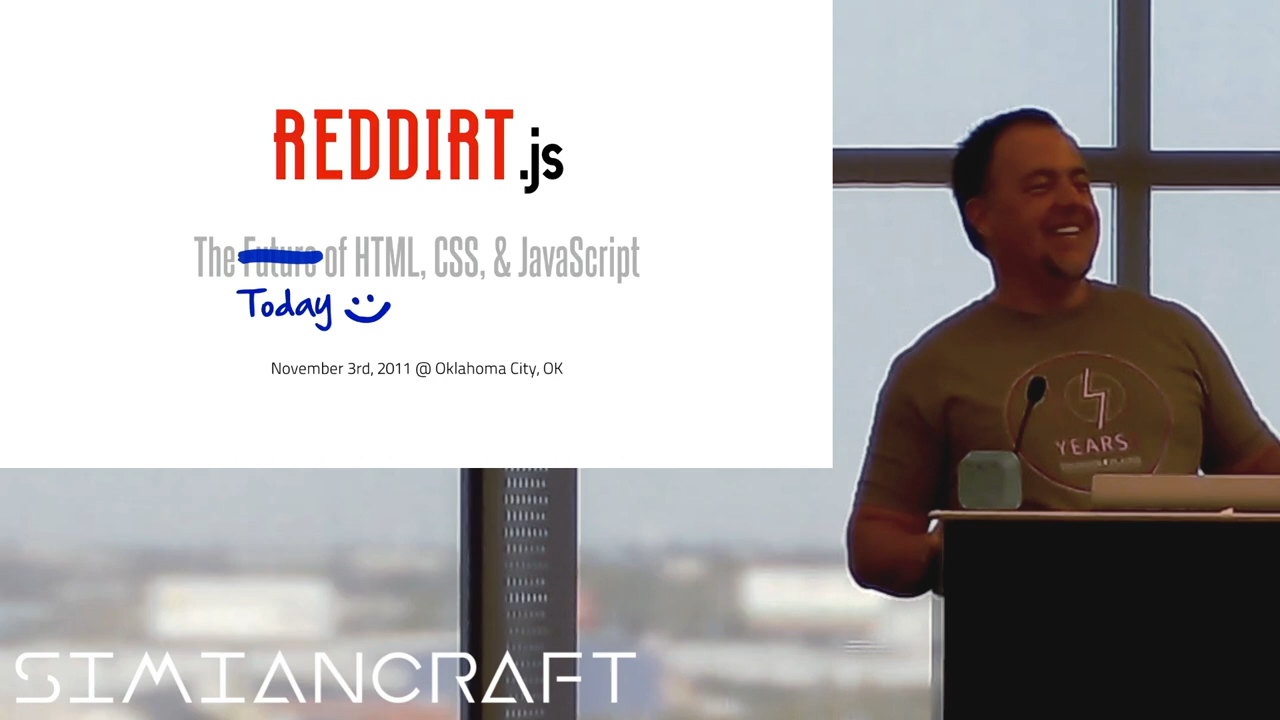 REDDIRT.js
The Future of HTML, CSS, & JavaScript
Today
November 3rd, 2011 @ Oklahoma City, OK
YEARS
SIMIANCRAFT